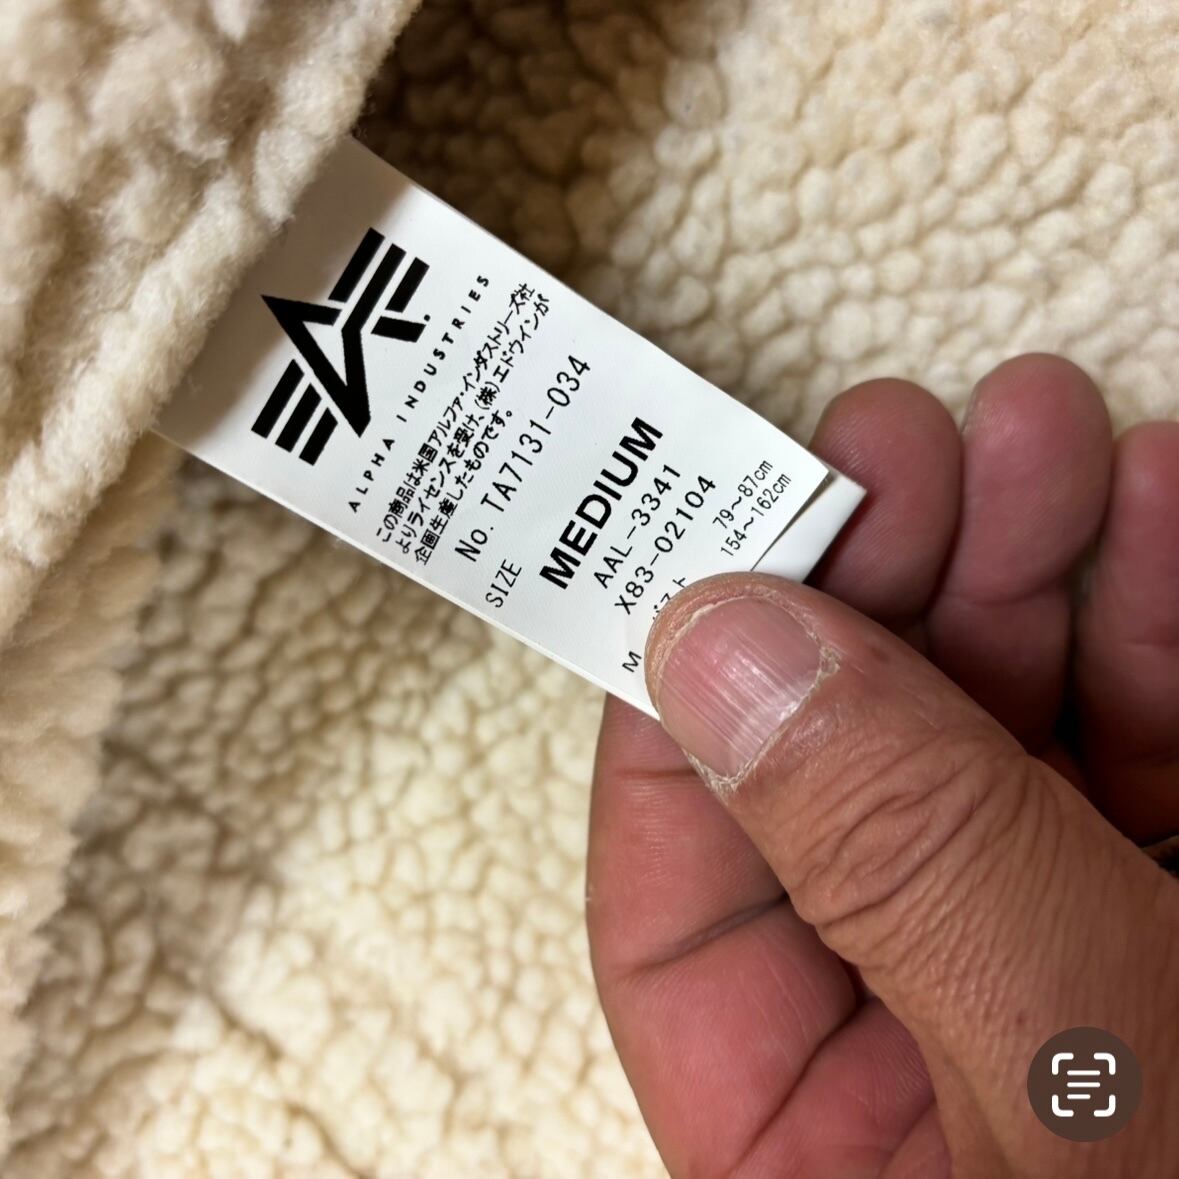 ALPHA INDUSTRIES
この商品は米国アルファ・インダストリーズ社
よりライセンスを受け、(株)エドウィンが
企画生産したものです。
No. TA7131-034
SIZE
MEDIUM
AAL-3341
X83-02104
79~87cm
M
154~162cm